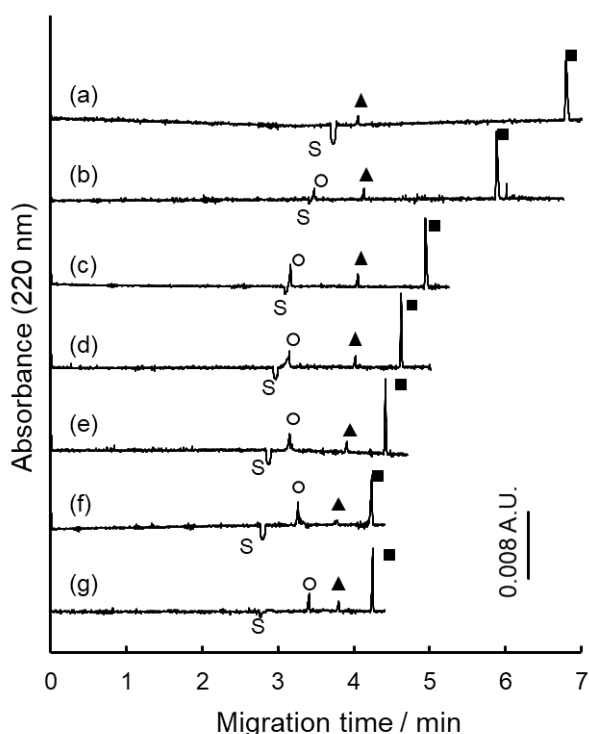 (a)
S
(b)
S
(c)
S
(d)
S
(e)
S
(f)
S
(g)
S
Absorbance (220 nm)
0.008 A.U.
0 1 2 3 4 5 6 7
Migration time / min